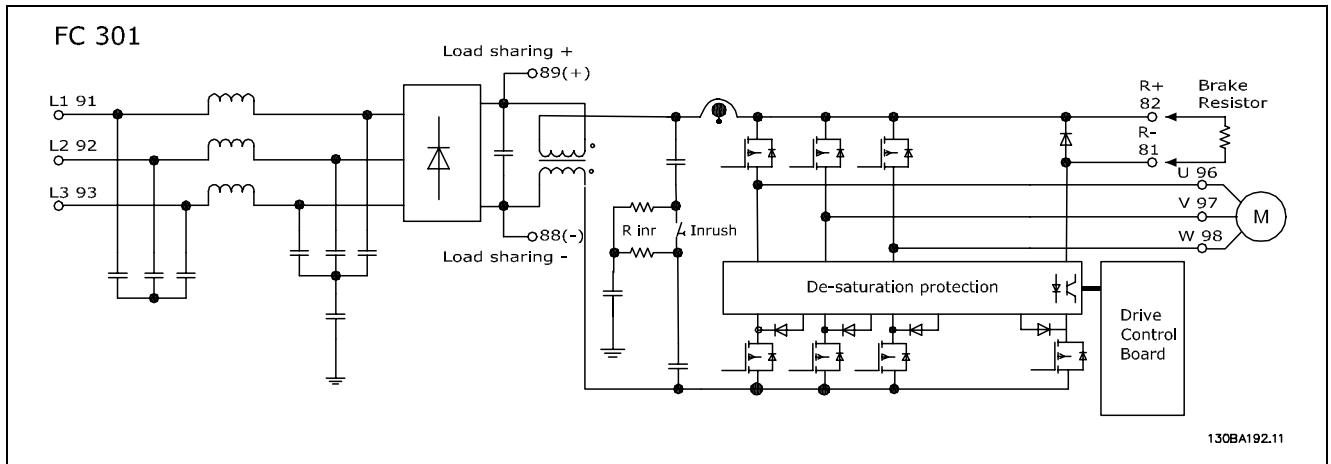 FC 301
Load sharing +
89(+)
R+
82
Brake
Resistor
L1 91
L2 92
R-
81
U 96
L3 93
V 97
M
R inr
Inrush
88(-)
Load sharing -
W 98
De-saturation protection
Drive
Control
Board
130BA192.11